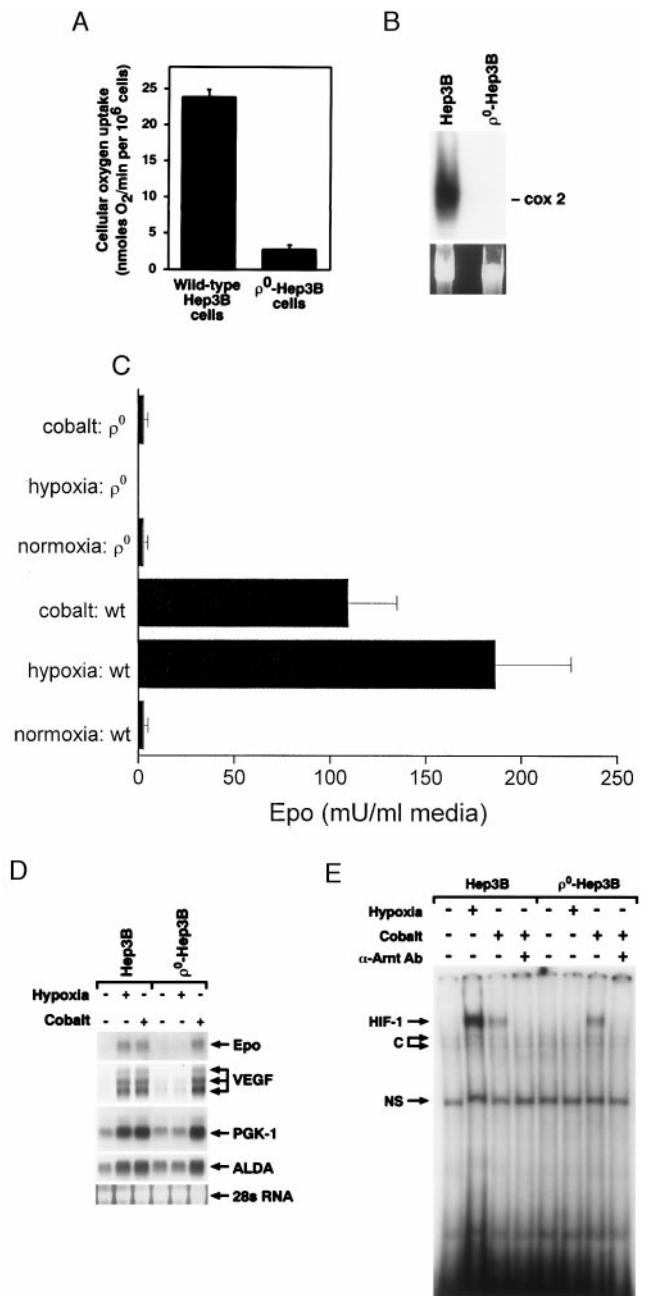 A
Cellular oxygen uptake
(nmoles O₂/min per 10⁶ cells)
25
20
15
10
5
0
Wild-type
Hep3B
cells
ρ⁰-Hep3B
cells
B
Hep3B
ρ⁰-Hep3B
– cox 2
C
cobalt: ρ⁰
hypoxia: ρ⁰
normoxia: ρ⁰
cobalt: wt
hypoxia: wt
normoxia: wt
0 50 100 150 200 250
Epo (mU/ml media)
D
Hep3B
ρ⁰-Hep3B
Hypoxia - + - - + -
Cobalt - - + - - +
Epo
VEGF
PGK-1
ALDA
28s RNA
E
Hep3B ρ⁰-Hep3B
Hypoxia - + - - - + - -
Cobalt - - + + - - + +
α-Arnt Ab - - - + - - - +
HIF-1
C
NS